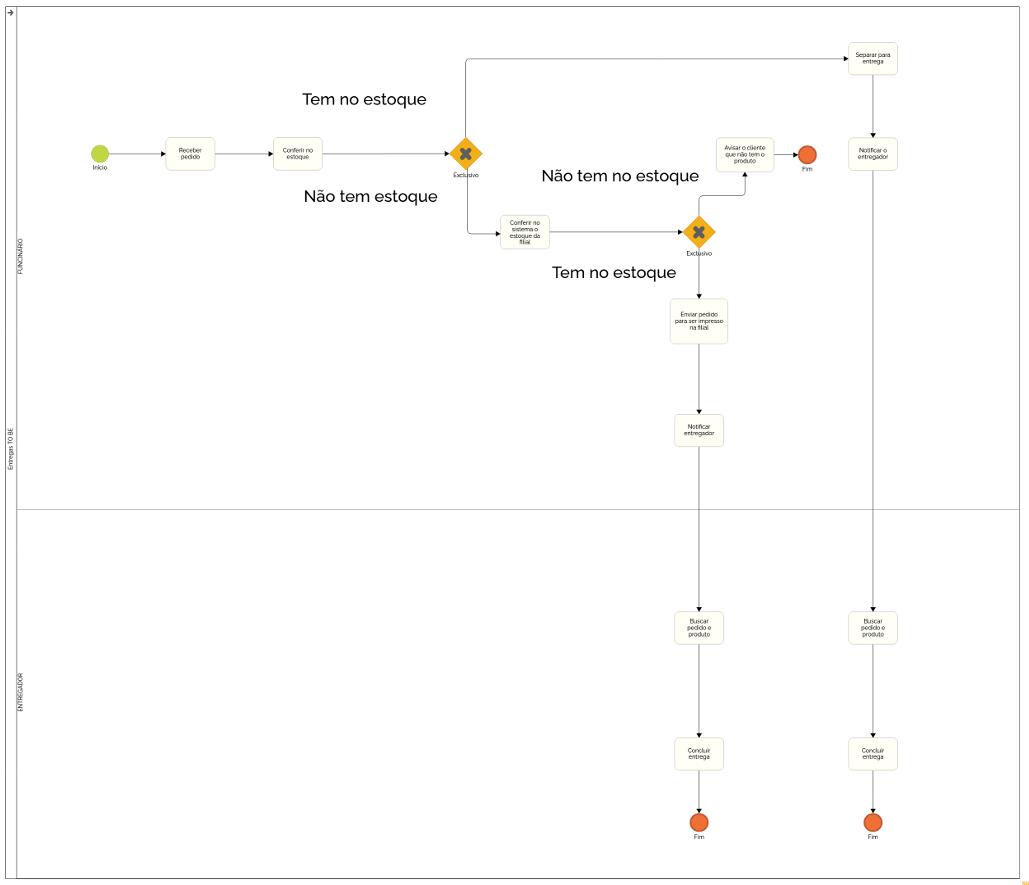 Entregas TO BE
FUNCINÁRIO
Início
Receber
pedido
Conferir no
estoque
Tem no estoque
Exclusivo
Não tem estoque
Separar para
entrega
Notificar o
entregador
Conferir no
sistema o
estoque da
filial
Não tem no estoque
Exclusivo
Avisar o cliente
que não tem o
produto
Fim
Tem no estoque
Enviar pedido
para ser impresso
na filial
Notificar
entregador
ENTREGADOR
Buscar
pedido e
produto
Concluir
entrega
Fim
Buscar
pedido e
produto
Concluir
entrega
Fim